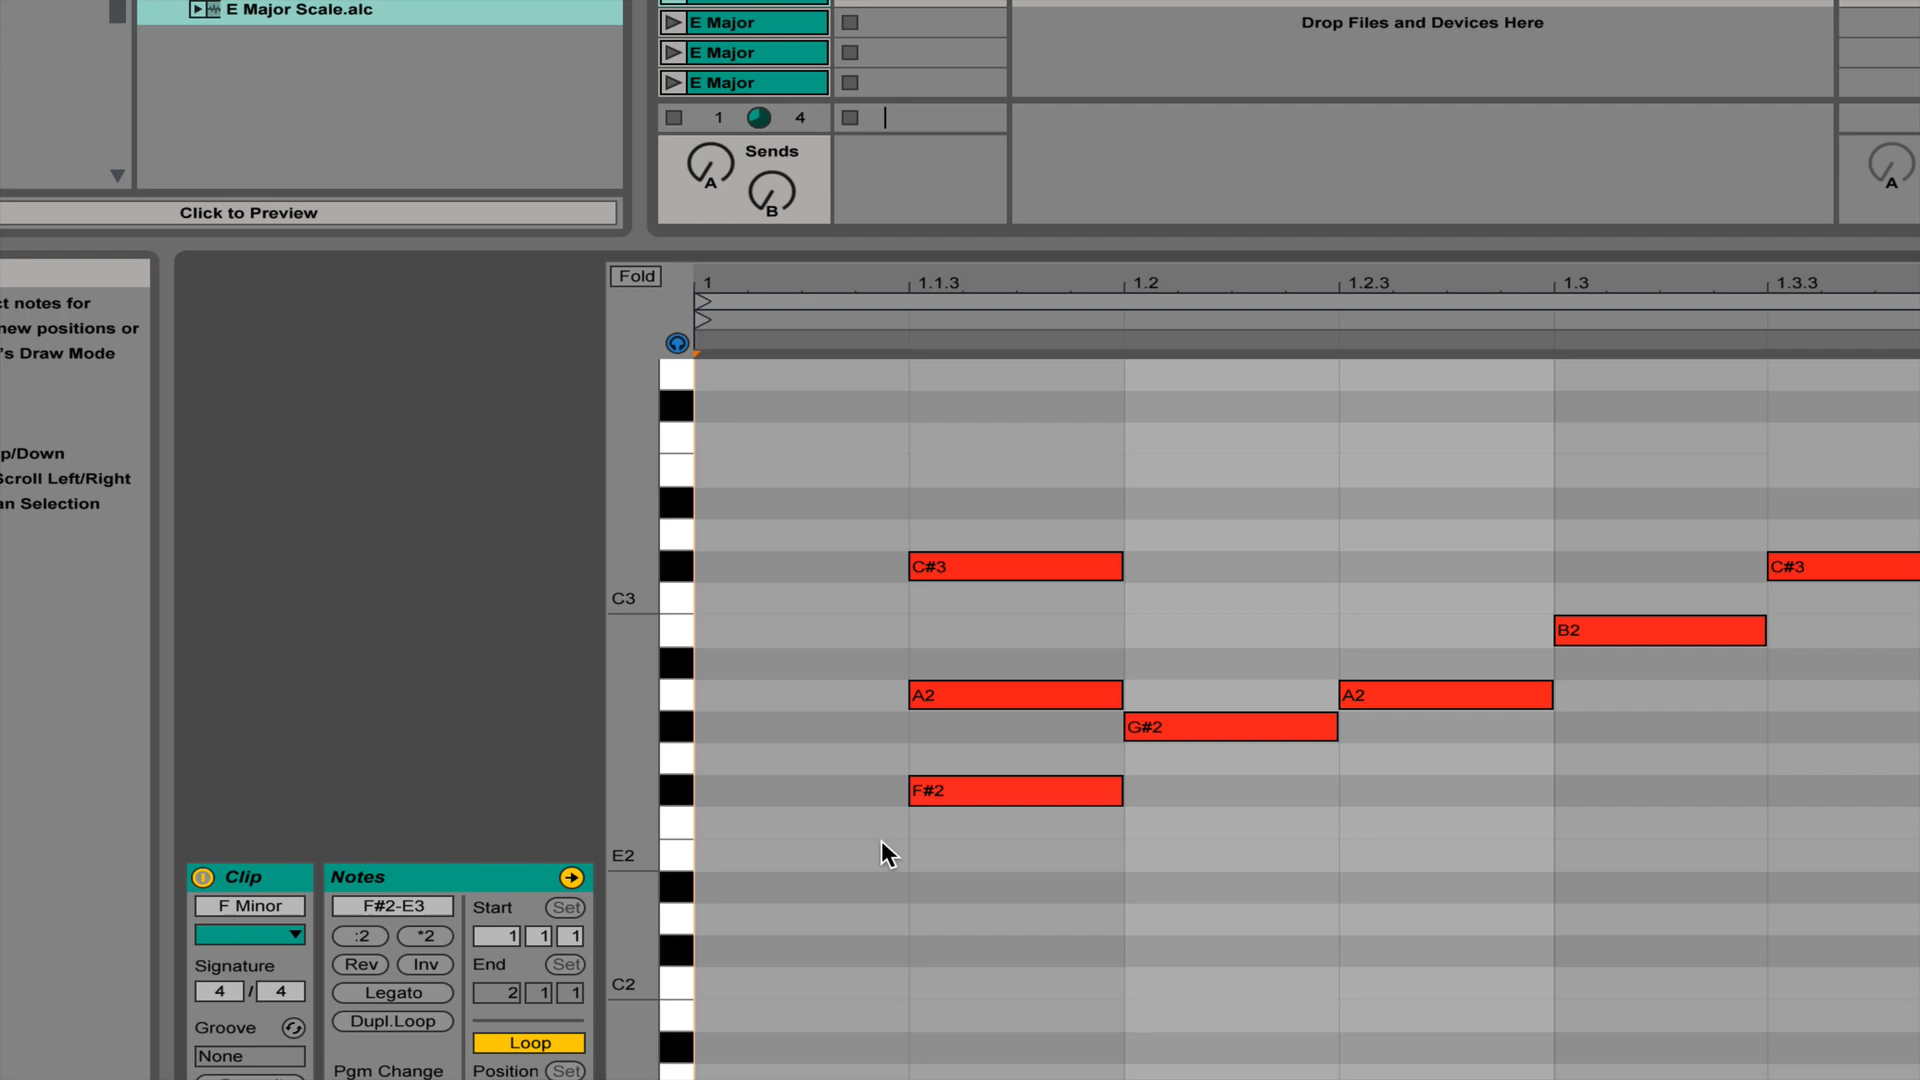 E Major Scale.alc
E Major
E Major
E Major
Drop Files and Devices Here
1 4
Sends
A
B
A
Click to Preview
ct notes for
new positions or
's Draw Mode
p/Down
Scroll Left/Right
an Selection
Fold
1 1.1.3 1.2 1.2.3 1.3 1.3.3
C#3 C#3
C3
B2
A2 A2
G#2
F#2
E2
C2
Clip
F Minor
Signature
4 / 4
Groove
None
Notes
F#2-E3
:2 *2
Rev Inv
Legato
Dupl.Loop
Pgm Change
Start Set
1 1 1
End Set
2 1 1
Loop
Position Set